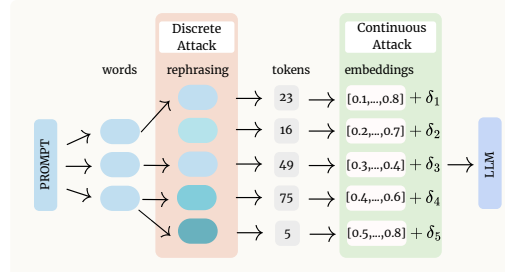 Discrete
Attack
Continuous
Attack
words
rephrasing
tokens
embeddings
PROMPT
23
[0.1,...,0.8] + δ1
16
[0.2,...,0.7] + δ2
49
[0.3,...,0.4] + δ3
75
[0.4,...,0.6] + δ4
5
[0.5,...,0.8] + δ5
LLM